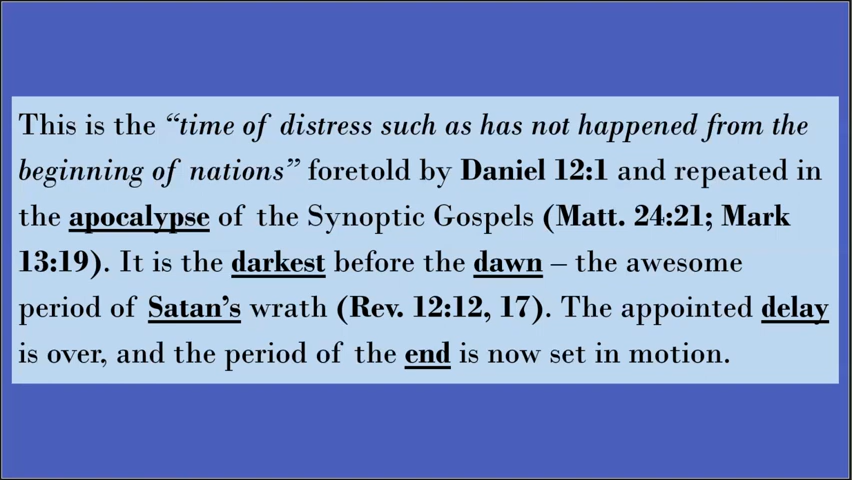 This is the “time of distress such as has not happened from the
beginning of nations” foretold by Daniel 12:1 and repeated in
the apocalypse of the Synoptic Gospels (Matt. 24:21; Mark
13:19). It is the darkest before the dawn – the awesome
period of Satan’s wrath (Rev. 12:12, 17). The appointed delay
is over, and the period of the end is now set in motion.